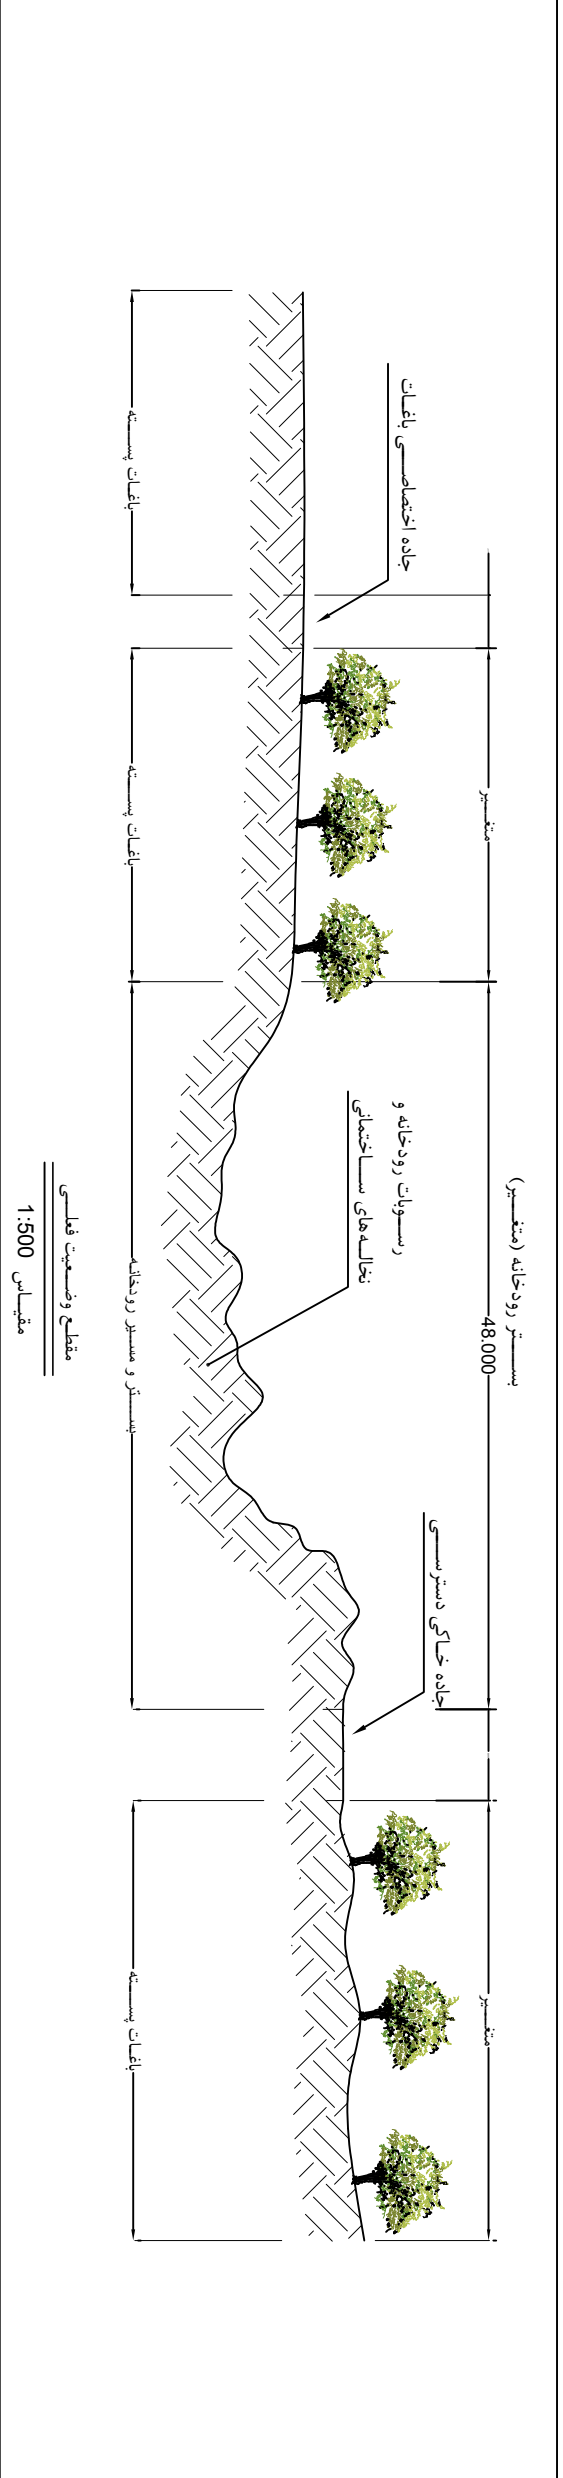 بستر رودخانه (متغیر)
48.000
متغیر
متغیر
جاده اختصاصی باغات
رسوبات رودخانه و
نخاله‌های ساختمانی
جاده خاکی دسترسی
باغات پسته
باغات پسته
بستر و مسیر رودخانه
باغات پسته
مقطع وضعیت فعلی
مقیاس 1:500